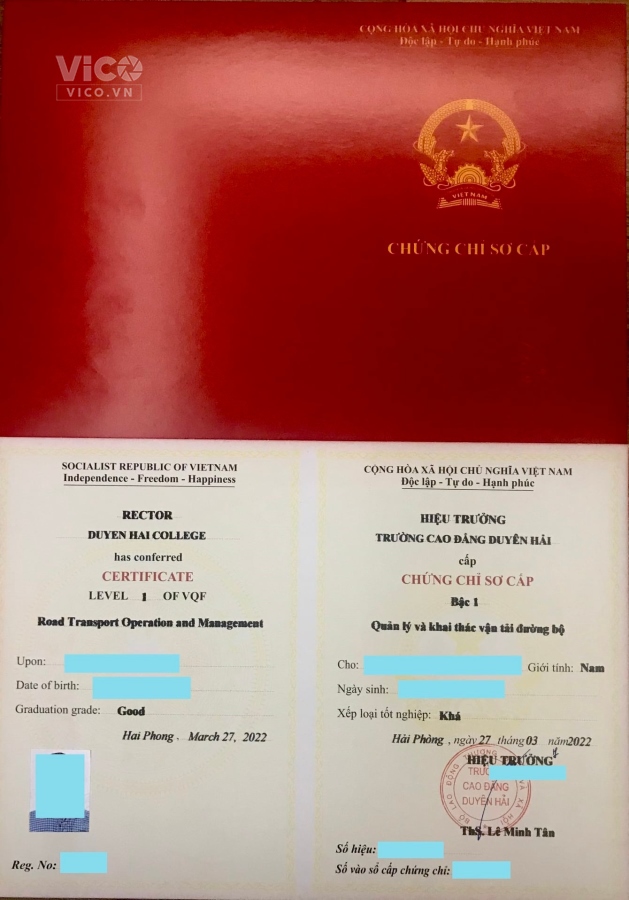 ViCO
VICO.VN
CỘNG HÒA XÃ HỘI CHỦ NGHĨA VIỆT NAM
Độc lập - Tự do - Hạnh phúc
VIET NAM
CHỨNG CHỈ SƠ CẤP
SOCIALIST REPUBLIC OF VIETNAM
Independence - Freedom - Happiness
RECTOR
DUYEN HAI COLLEGE
has conferred
CERTIFICATE
LEVEL 1 OF VQF
Road Transport Operation and Management
Upon:
Date of birth:
Graduation grade: Good
Hai Phong, March 27, 2022
Reg. No:
CỘNG HÒA XÃ HỘI CHỦ NGHĨA VIỆT NAM
Độc lập - Tự do - Hạnh phúc
HIỆU TRƯỞNG
TRƯỜNG CAO ĐẲNG DUYÊN HẢI
cấp
CHỨNG CHỈ SƠ CẤP
Bậc 1
Quản lý và khai thác vận tải đường bộ
Cho: Giới tính: Nam
Ngày sinh:
Xếp loại tốt nghiệp: Khá
Hải Phòng, ngày 27 tháng 03 năm 2022
HIỆU TRƯỞNG
CAO ĐẲNG
DUYÊN HẢI
ThS. Lê Minh Tân
Số hiệu:
Số vào sổ cấp chứng chỉ: